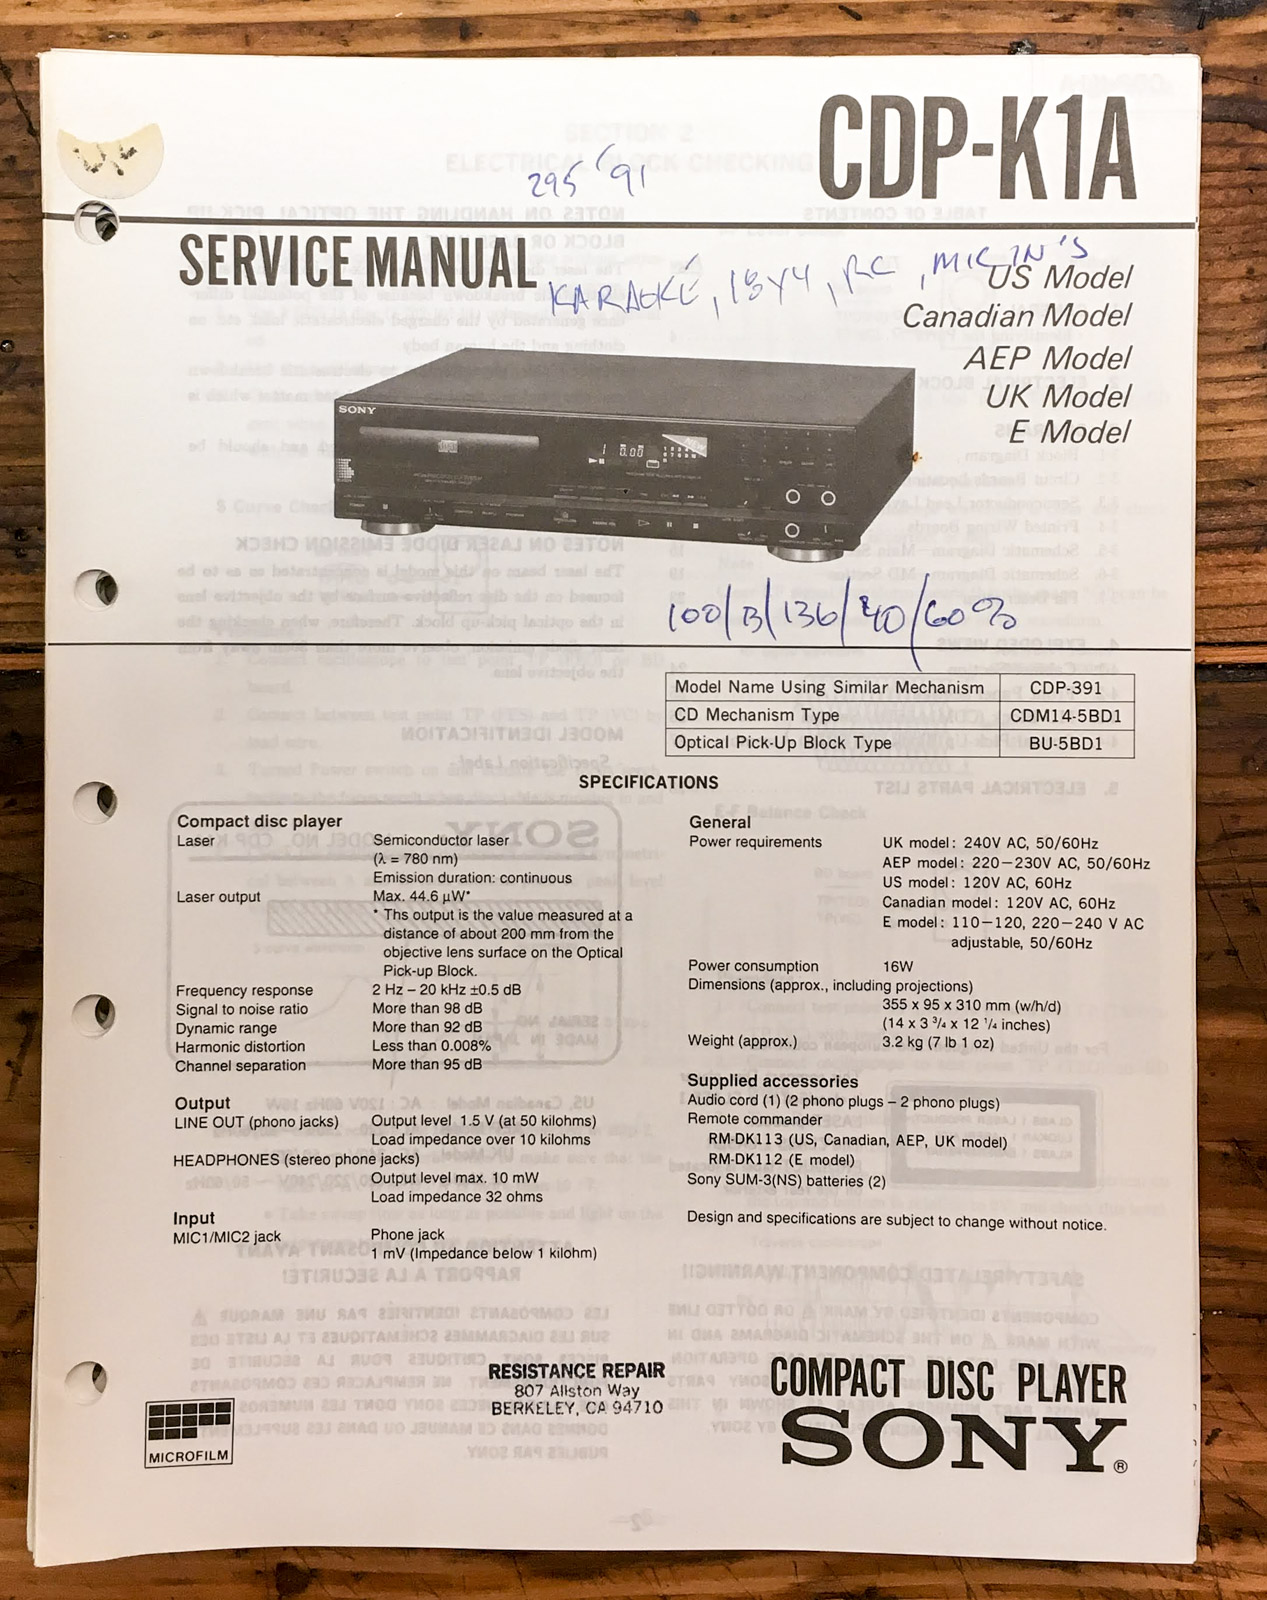 CDP-K1A
295 '91
SERVICE MANUAL
KARAOKÉ, 18X4, RC, MIC IN'S
US Model
Canadian Model
AEP Model
UK Model
E Model
SONY
100/B/136/40/60%
Model Name Using Similar Mechanism CDP-391
CD Mechanism Type CDM14-5BD1
Optical Pick-Up Block Type BU-5BD1
SPECIFICATIONS
Compact disc player
Laser Semiconductor laser
(λ = 780 nm)
Emission duration: continuous
Laser output Max. 44.6 μW*
* Ths output is the value measured at a
distance of about 200 mm from the
objective lens surface on the Optical
Pick-up Block.
Frequency response 2 Hz – 20 kHz ±0.5 dB
Signal to noise ratio More than 98 dB
Dynamic range More than 92 dB
Harmonic distortion Less than 0.008%
Channel separation More than 95 dB
Output
LINE OUT (phono jacks) Output level 1.5 V (at 50 kilohms)
Load impedance over 10 kilohms
HEADPHONES (stereo phone jacks)
Output level max. 10 mW
Load impedance 32 ohms
Input
MIC1/MIC2 jack Phone jack
1 mV (Impedance below 1 kilohm)
General
Power requirements UK model: 240V AC, 50/60Hz
AEP model: 220–230V AC, 50/60Hz
US model: 120V AC, 60Hz
Canadian model: 120V AC, 60Hz
E model: 110–120, 220–240 V AC
adjustable, 50/60Hz
Power consumption 16W
Dimensions (approx., including projections)
355 x 95 x 310 mm (w/h/d)
(14 x 3 3/4 x 12 1/4 inches)
Weight (approx.) 3.2 kg (7 lb 1 oz)
Supplied accessories
Audio cord (1) (2 phono plugs – 2 phono plugs)
Remote commander
RM-DK113 (US, Canadian, AEP, UK model)
RM-DK112 (E model)
Sony SUM-3(NS) batteries (2)
Design and specifications are subject to change without notice.
RESISTANCE REPAIR
807 Allston Way
BERKELEY, CA 94710
MICROFILM
COMPACT DISC PLAYER
SONY®